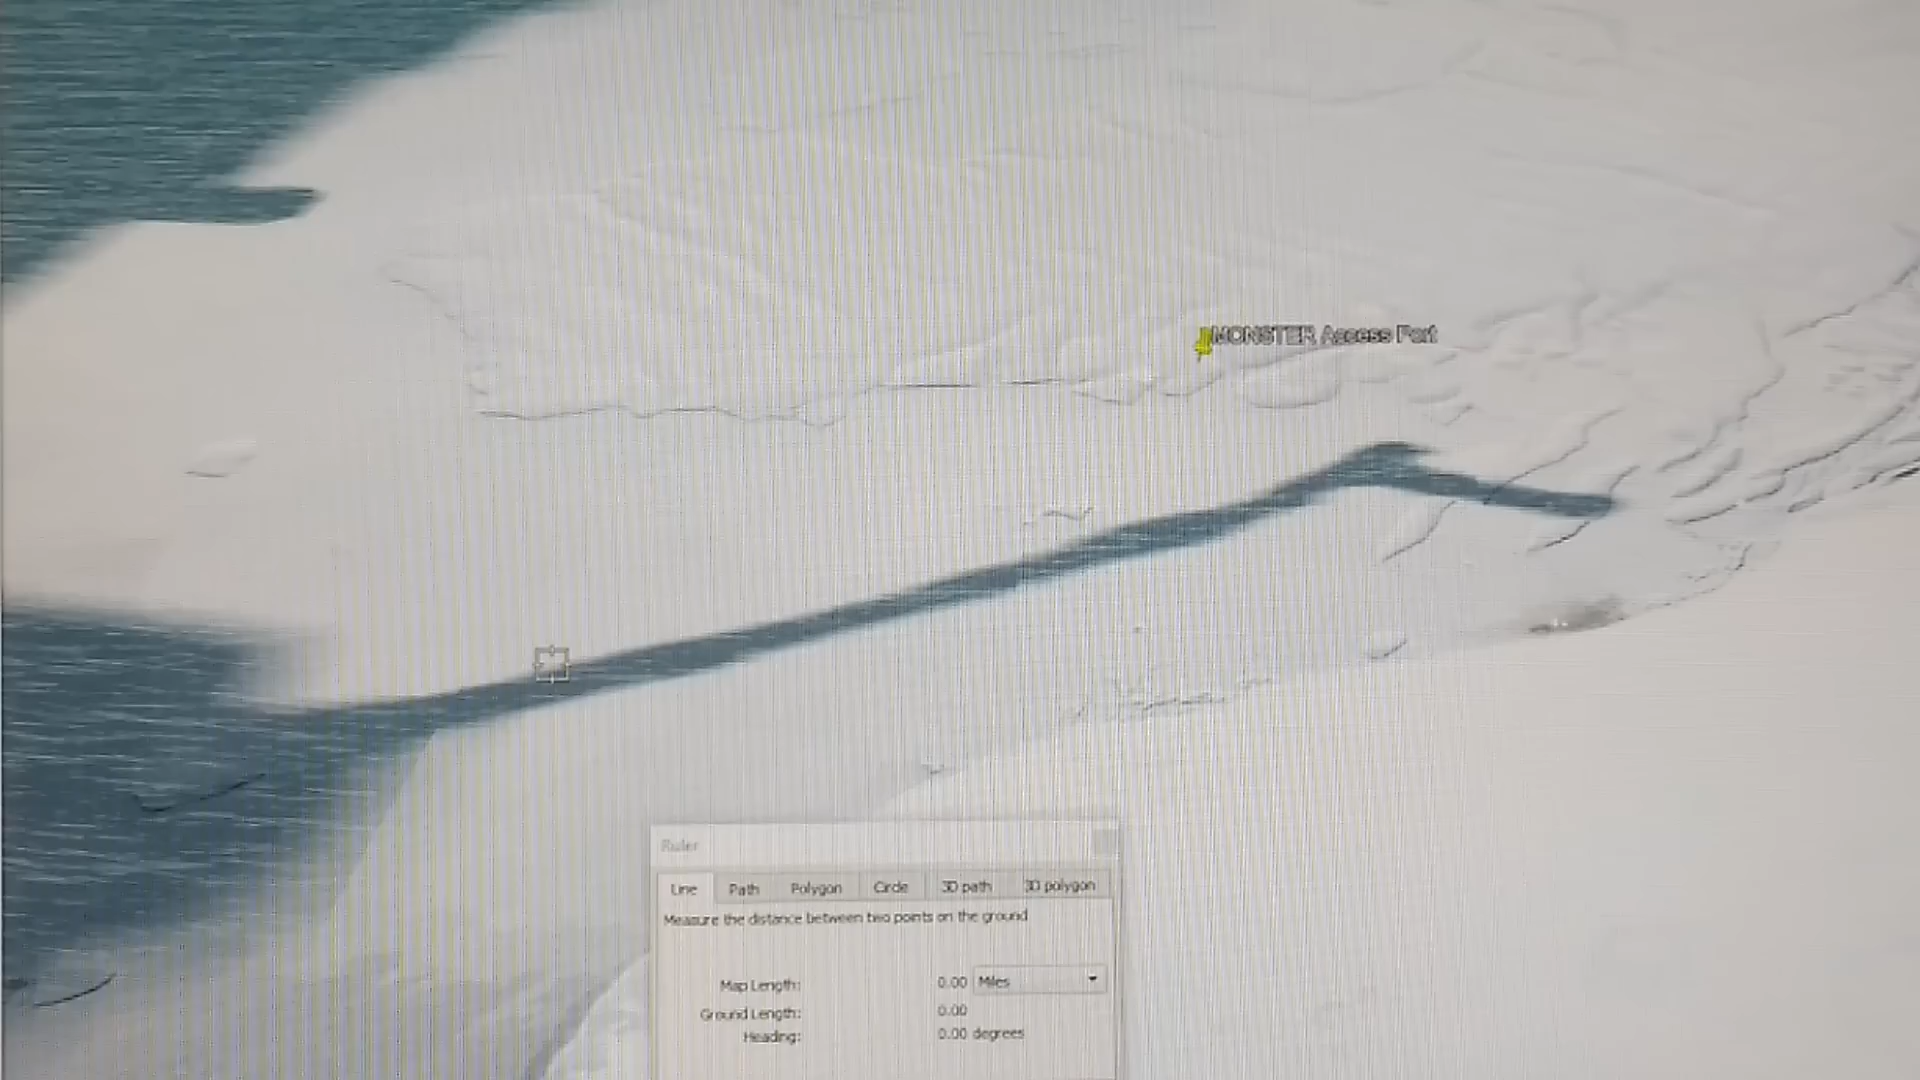 MONSTER Access Port
Ruler
Line Path Polygon Circle 3D path 3D polygon
Measure the distance between two points on the ground
Map Length: 0.00 Miles
Ground Length: 0.00
Heading: 0.00 degrees